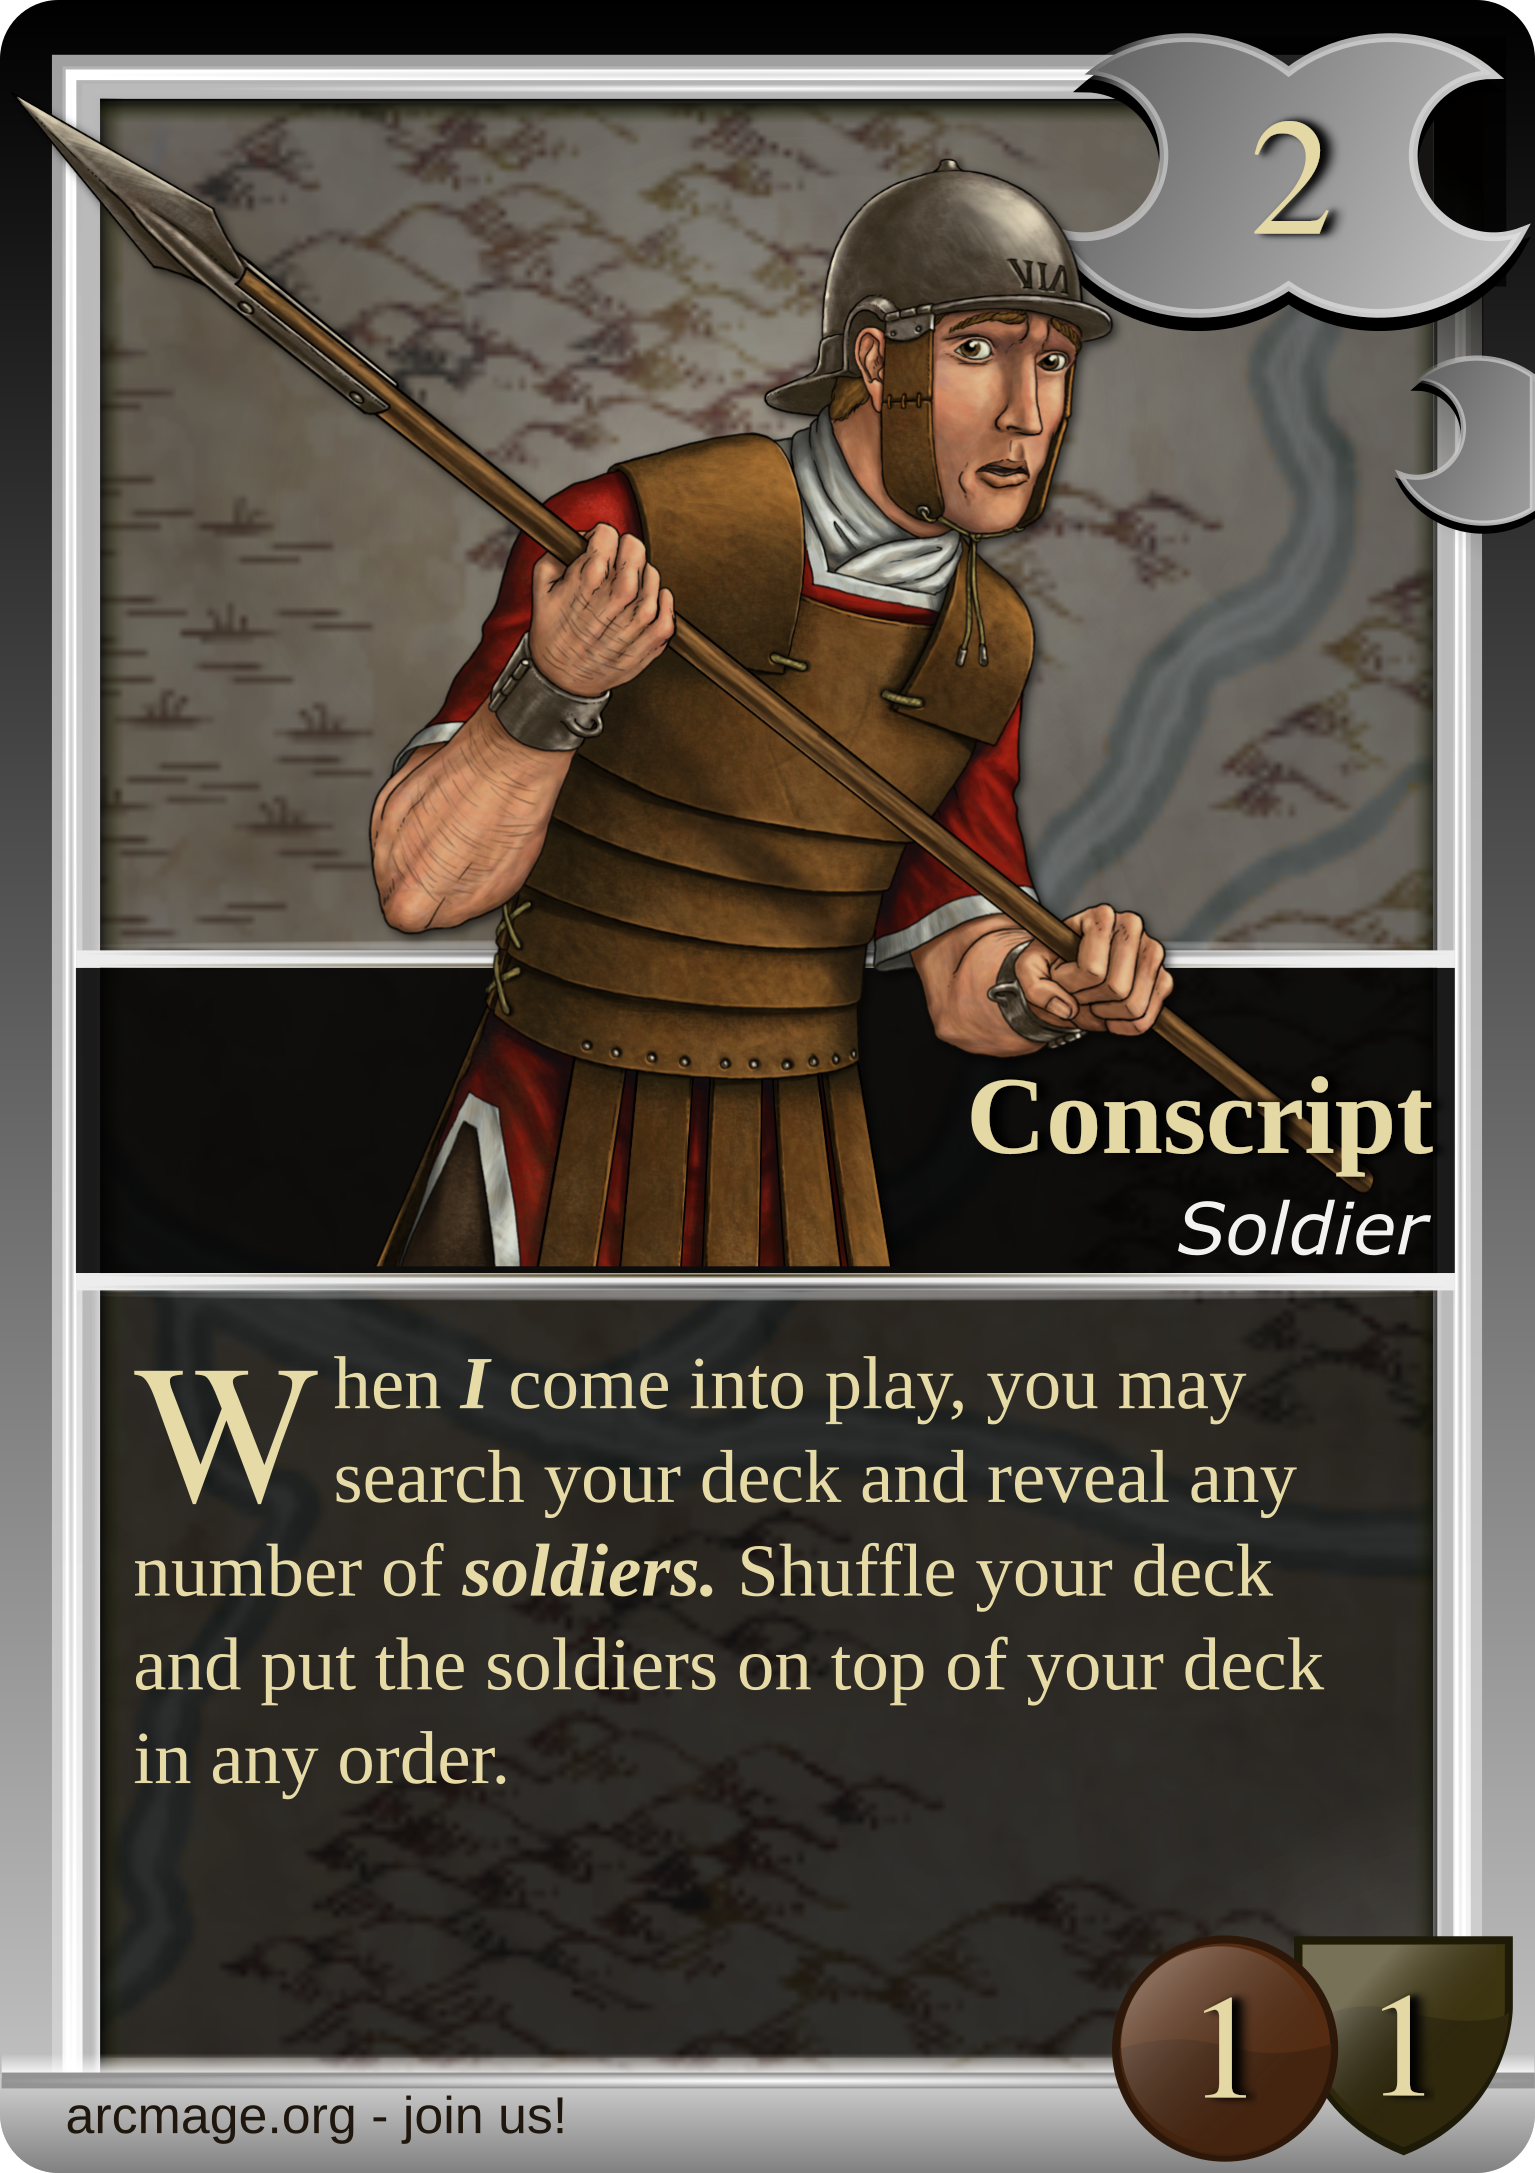 2
Conscript
Soldier
When I come into play, you may
search your deck and reveal any
number of soldiers. Shuffle your deck
and put the soldiers on top of your deck
in any order.
1 1
arcmage.org - join us!